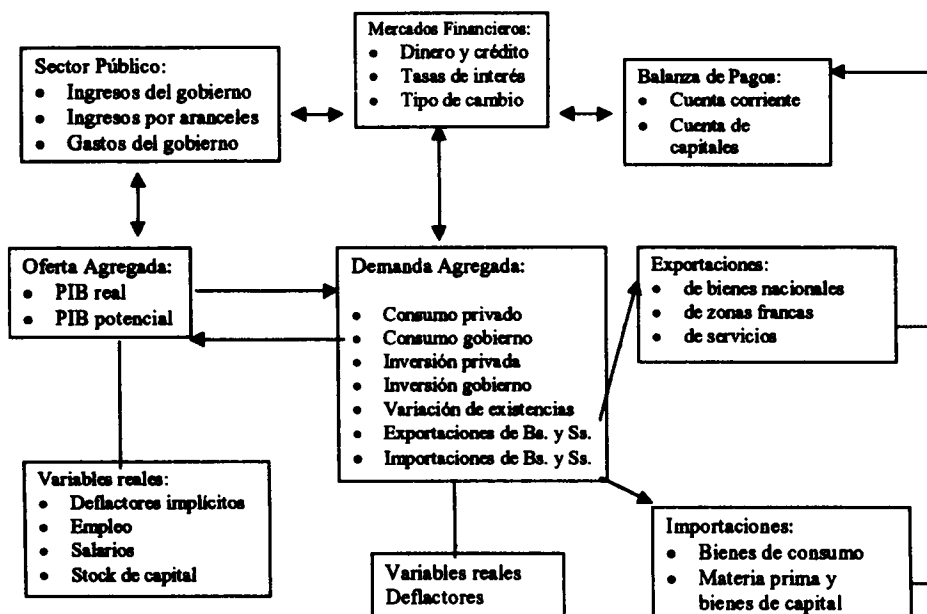 Mercados Financieros:
• Dinero y crédito
• Tasas de interés
• Tipo de cambio
Sector Público:
• Ingresos del gobierno
• Ingresos por aranceles
• Gastos del gobierno
Balanza de Pagos:
• Cuenta corriente
• Cuenta de
capitales
Oferta Agregada:
• PIB real
• PIB potencial
Demanda Agregada:
• Consumo privado
• Consumo gobierno
• Inversión privada
• Inversión gobierno
• Variación de existencias
• Exportaciones de Bs. y Ss.
• Importaciones de Bs. y Ss.
Exportaciones:
• de bienes nacionales
• de zonas francas
• de servicios
Variables reales:
• Deflactores implícitos
• Empleo
• Salarios
• Stock de capital
Variables reales
Deflactores
Importaciones:
• Bienes de consumo
• Materia prima y
bienes de capital